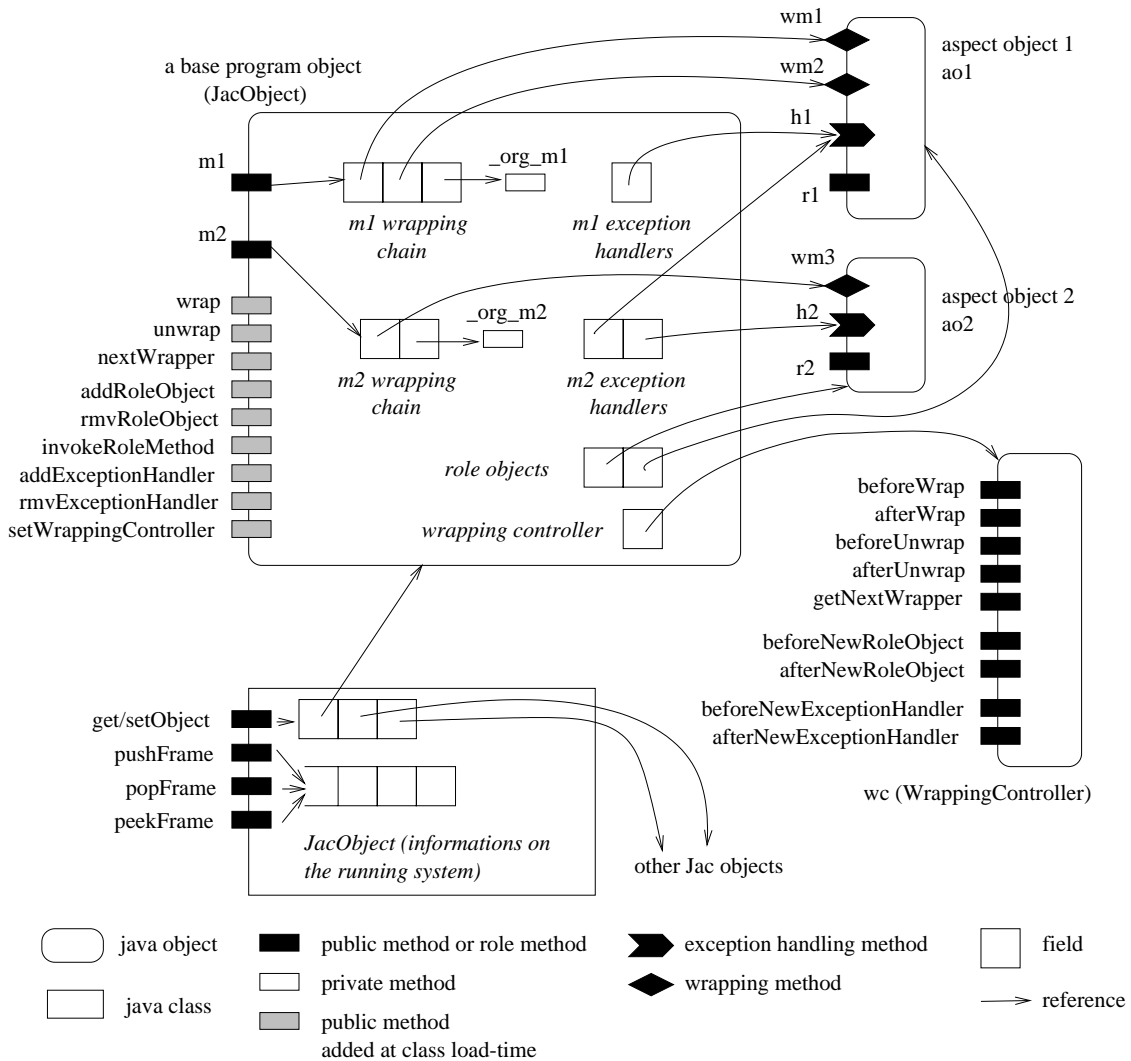 wm1
aspect object 1
ao1
a base program object
(JacObject)
wm2
h1
m1
_org_m1
r1
m1 wrapping
chain
m1 exception
handlers
m2
wm3
wrap
aspect object 2
ao2
unwrap
_org_m2
h2
nextWrapper
r2
addRoleObject
m2 wrapping
chain
m2 exception
handlers
rmvRoleObject
invokeRoleMethod
addExceptionHandler
role objects
rmvExceptionHandler
setWrappingController
wrapping controller
beforeWrap
afterWrap
beforeUnwrap
afterUnwrap
getNextWrapper
beforeNewRoleObject
afterNewRoleObject
beforeNewExceptionHandler
afterNewExceptionHandler
wc (WrappingController)
get/setObject
pushFrame
popFrame
peekFrame
JacObject (informations on
the running system)
other Jac objects
java object
public method or role method
exception handling method
field
private method
wrapping method
java class
reference
public method
added at class load-time